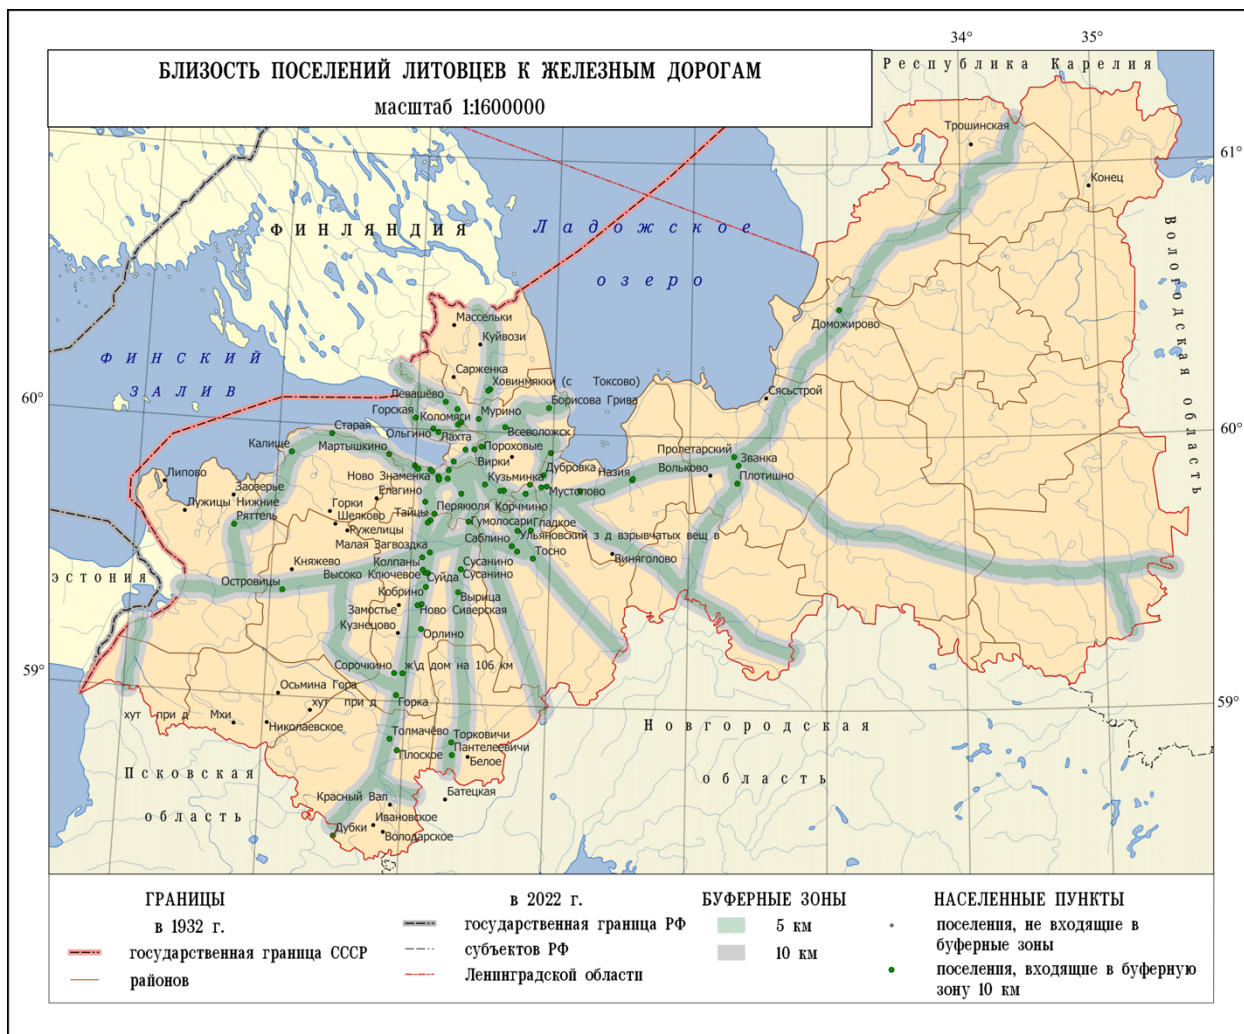 34° 35°
БЛИЗОСТЬ ПОСЕЛЕНИЙ ЛИТОВЦЕВ К ЖЕЛЕЗНЫМ ДОРОГАМ
масштаб 1:1600000
Республика Карелия
Трошинская
61°
Конец
ФИНЛЯНДИЯ
Ладожское
озеро
Вологодская область
Массельки
Доможирово
Куйвози
ФИНСКИЙ
ЗАЛИВ
Сарженка
Ховинмякки (с Токсово)
60°
Левашёво
Борисова Грива
Сясьстрой
Горская
Коломяги
Мурино
Старая
Ольгино
Лахта
Всеволожск
60°
Калище
Мартышкино
Пороховые
Пролетарский
Званка
Вирки
Липово
Ново Знаменка
Кузьминка
Дубровка
Назия
Вольково
Плотишно
Заозерье
Елагино
Мустолово
Лужицы
Нижние
Ряттель
Горки
Перякюля
Корчмино
Шелково
Тайцы
Гумолосари
Гладкое
Ружелицы
Ульяновский з д взрывчатых вещ в
Малая Загвоздка
Саблино
Тосно
Виняголово
эстония
Княжево
Колпаны
Сусанино
Островицы
Высоко Ключевое
Суйда
Сусанино
Кобрино
Вырица
Замостье
Ново Сиверская
Кузнецово
Орлино
59°
Сорочкино
ж\д дом на 106 км
Осьмина Гора
хут при д
Горка
59°
хут при д
Мхи
Николаевское
Толмачёво
Торковичи
Новгородская
Плоское
Пантелеевичи
Белое
Псковская
область
Красный Вал
Батецкая
область
Ивановское
Дубки
Володарское
ГРАНИЦЫ
в 1932 г.
государственная граница СССР
районов
в 2022 г.
государственная граница РФ
субъектов РФ
Ленинградской области
БУФЕРНЫЕ ЗОНЫ
5 км
10 км
НАСЕЛЕННЫЕ ПУНКТЫ
поселения, не входящие в
буферные зоны
поселения, входящие в буферную
зону 10 км